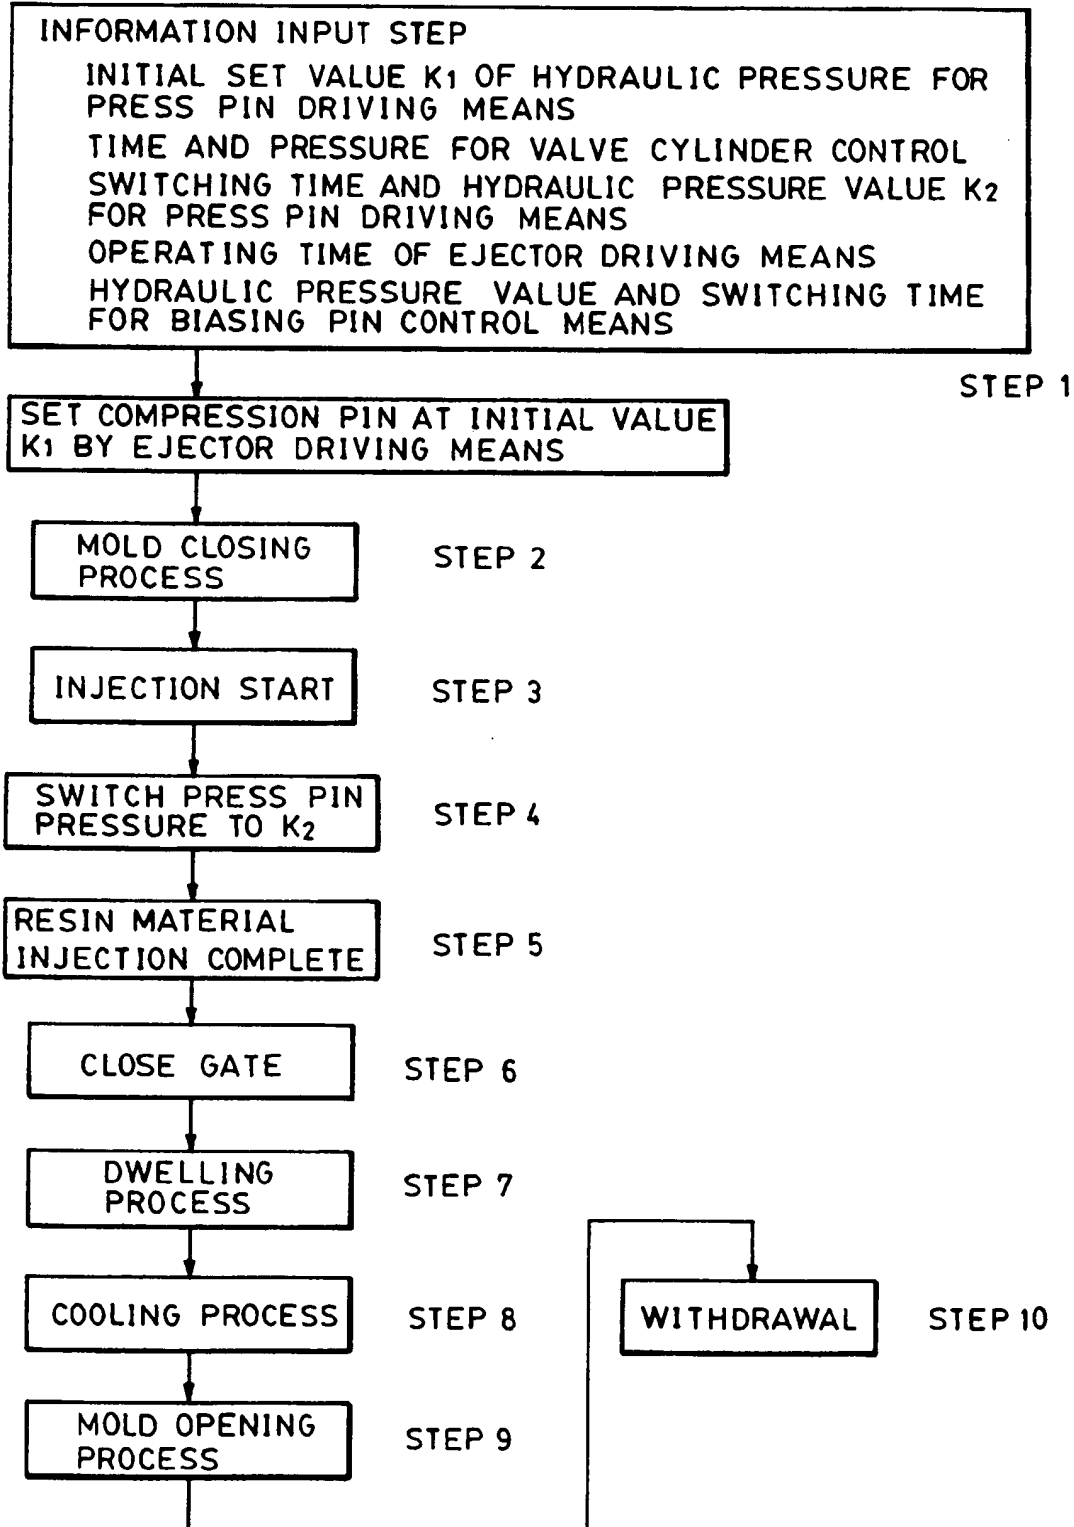 INFORMATION INPUT STEP
INITIAL SET VALUE K1 OF HYDRAULIC PRESSURE FOR
PRESS PIN DRIVING MEANS
TIME AND PRESSURE FOR VALVE CYLINDER CONTROL
SWITCHING TIME AND HYDRAULIC PRESSURE VALUE K2
FOR PRESS PIN DRIVING MEANS
OPERATING TIME OF EJECTOR DRIVING MEANS
HYDRAULIC PRESSURE VALUE AND SWITCHING TIME
FOR BIASING PIN CONTROL MEANS
STEP 1
SET COMPRESSION PIN AT INITIAL VALUE
K1 BY EJECTOR DRIVING MEANS
MOLD CLOSING
PROCESS
STEP 2
INJECTION START
STEP 3
SWITCH PRESS PIN
PRESSURE TO K2
STEP 4
RESIN MATERIAL
INJECTION COMPLETE
STEP 5
CLOSE GATE
STEP 6
DWELLING
PROCESS
STEP 7
COOLING PROCESS
STEP 8
MOLD OPENING
PROCESS
STEP 9
WITHDRAWAL
STEP 10